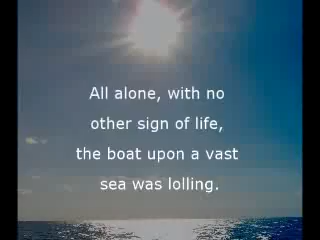 All alone, with no
other sign of life,
the boat upon a vast
sea was lolling.